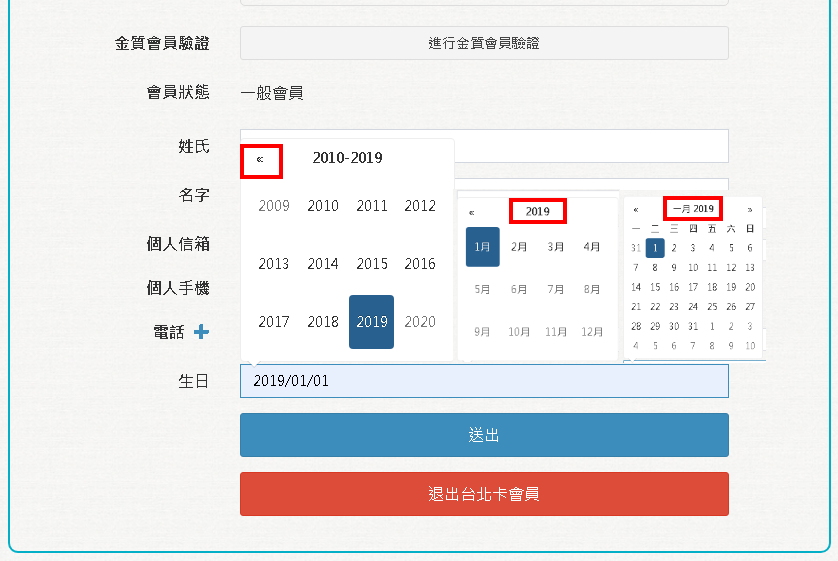 金質會員驗證
進行金質會員驗證
會員狀態
一般會員
姓氏
名字
個人信箱
個人手機
電話 +
« 2010-2019
2009 2010 2011 2012
2013 2014 2015 2016
2017 2018 2019 2020
« 2019
1月 2月 3月 4月
5月 6月 7月 8月
9月 10月 11月 12月
« 一月 2019 »
一 二 三 四 五 六 日
31 1 2 3 4 5 6
7 8 9 10 11 12 13
14 15 16 17 18 19 20
21 22 23 24 25 26 27
28 29 30 31 1 2 3
4 5 6 7 8 9 10
生日
2019/01/01
送出
退出台北卡會員